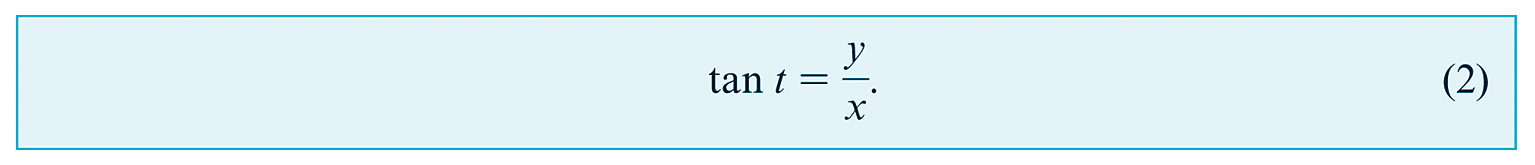 tan t = y/x. (2)